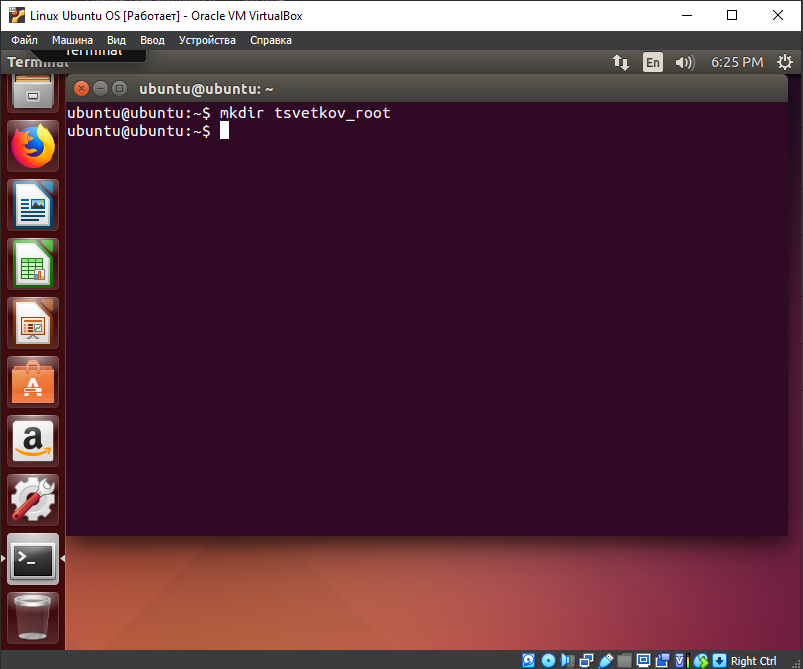 Linux Ubuntu OS [Работает] - Oracle VM VirtualBox
Файл Машина Вид Ввод Устройства Справка
Terminal
Terminal En 6:25 PM
ubuntu@ubuntu: ~
ubuntu@ubuntu:~$ mkdir tsvetkov_root
ubuntu@ubuntu:~$
Right Ctrl